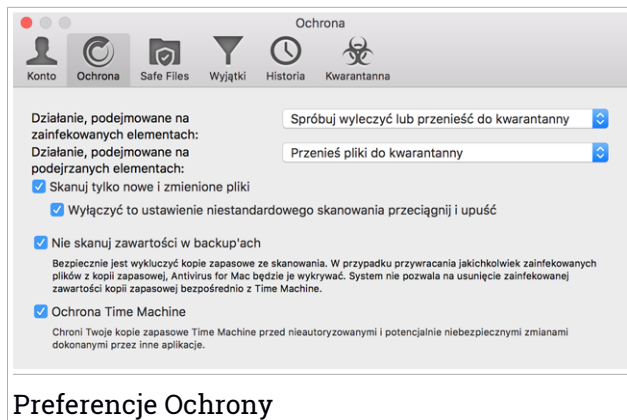 Ochrona
Konto Ochrona Safe Files Wyjątki Historia Kwarantanna
Działanie, podejmowane na
zainfekowanych elementach:
Spróbuj wyleczyć lub przenieść do kwarantanny
Działanie, podejmowane na
podejrzanych elementach:
Przenieś pliki do kwarantanny
Skanuj tylko nowe i zmienione pliki
Wyłączyć to ustawienie niestandardowego skanowania przeciągnij i upuść
Nie skanuj zawartości w backup'ach
Bezpiecznie jest wykluczyć kopie zapasowe ze skanowania. W przypadku przywracania jakichkolwiek zainfekowanych
plików z kopii zapasowej, Antivirus for Mac będzie je wykrywać. System nie pozwala na usunięcie zainfekowanej
zawartości kopii zapasowej bezpośrednio z Time Machine.
Ochrona Time Machine
Chroni Twoje kopie zapasowe Time Machine przed nieautoryzowanymi i potencjalnie niebezpiecznymi zmianami
dokonanymi przez inne aplikacje.
Preferencje Ochrony